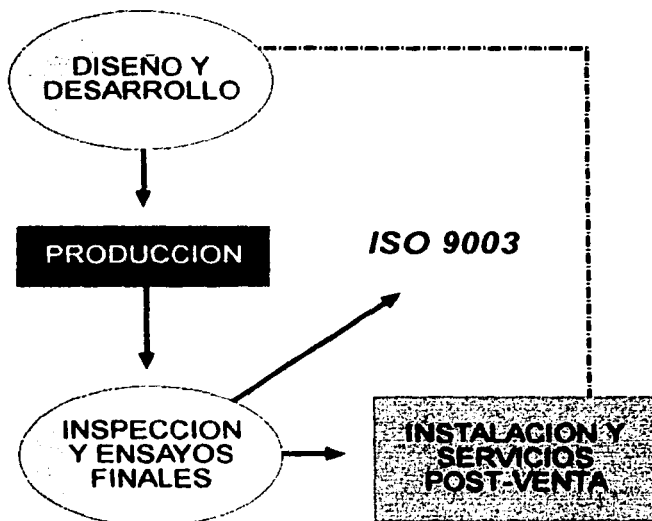 DISEÑO Y
DESARROLLO
PRODUCCION
ISO 9003
INSPECCION
Y ENSAYOS
FINALES
INSTALACION Y
SERVICIOS
POST-VENTA